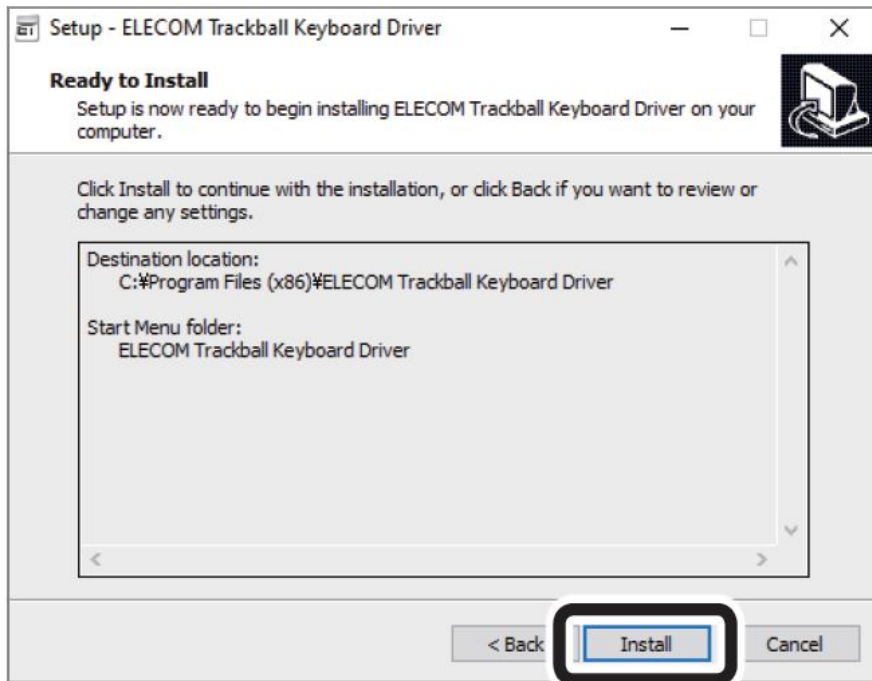 Setup - ELECOM Trackball Keyboard Driver
Ready to Install
Setup is now ready to begin installing ELECOM Trackball Keyboard Driver on your
computer.
Click Install to continue with the installation, or click Back if you want to review or
change any settings.
Destination location:
C:¥Program Files (x86)¥ELECOM Trackball Keyboard Driver
Start Menu folder:
ELECOM Trackball Keyboard Driver
< Back Install Cancel